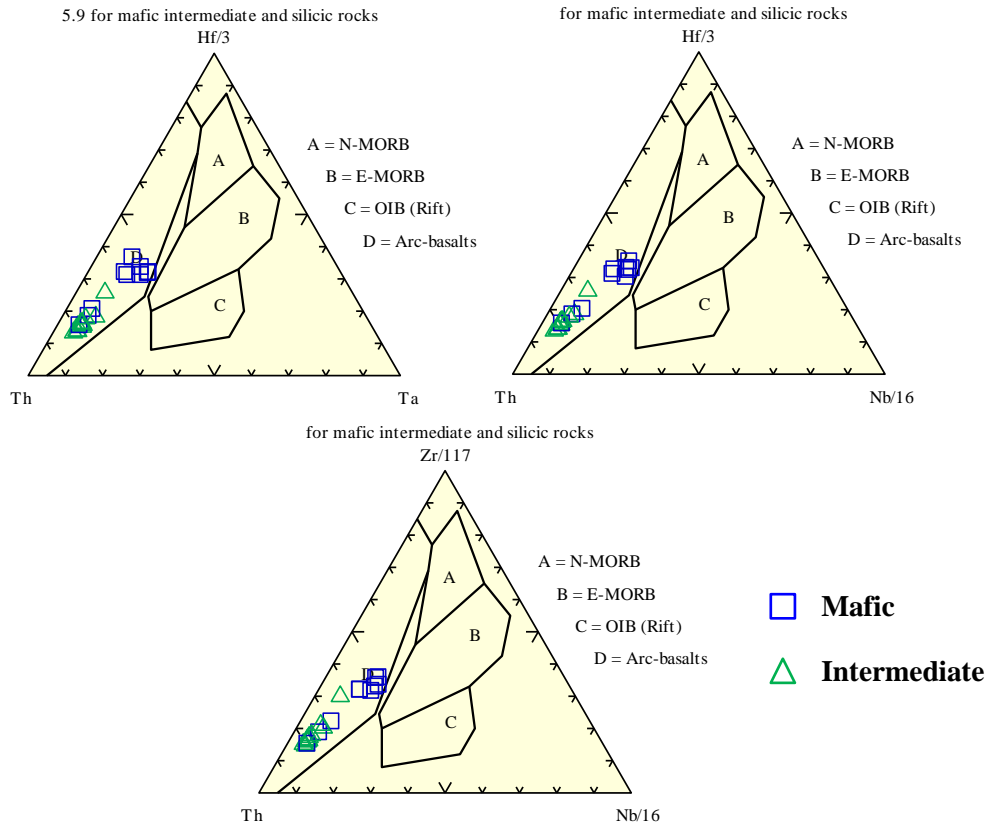 5.9 for mafic intermediate and silicic rocks
Hf/3
A
B
C
D
A = N-MORB
B = E-MORB
C = OIB (Rift)
D = Arc-basalts
Th
Ta
for mafic intermediate and silicic rocks
Hf/3
A
B
C
D
A = N-MORB
B = E-MORB
C = OIB (Rift)
D = Arc-basalts
Th
Nb/16
for mafic intermediate and silicic rocks
Zr/117
A
B
C
D
A = N-MORB
B = E-MORB
C = OIB (Rift)
D = Arc-basalts
Th
Nb/16
Mafic
Intermediate